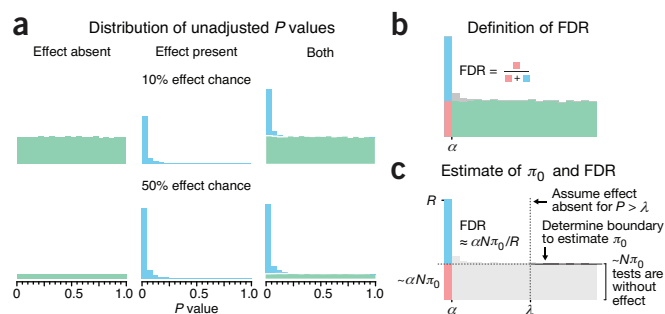 a
Distribution of unadjusted P values
Effect absent
Effect present
Both
10% effect chance
50% effect chance
0 0.5 1.0
0 0.5 1.0
0 0.5 1.0
P value
b
Definition of FDR
FDR = / +
α
c
Estimate of π0 and FDR
R
Assume effect
absent for P > λ
FDR
≈ αNπ0/R
Determine boundary
to estimate π0
~αNπ0
~Nπ0
tests are
without
effect
α
λ